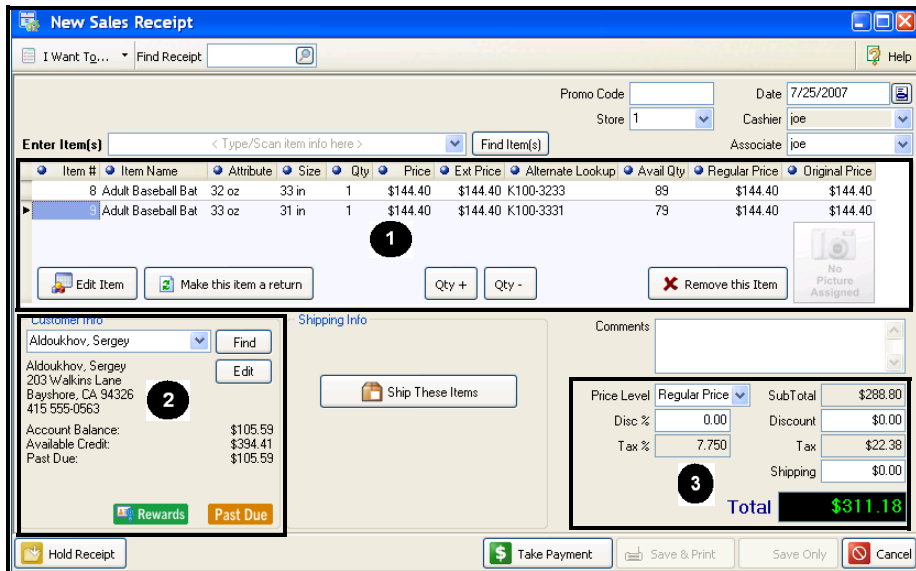 New Sales Receipt
I Want To... Find Receipt Help
Promo Code Date 7/25/2007
Store 1 Cashier joe
Enter Item(s) < Type/Scan item info here > Find Item(s) Associate joe
Item # Item Name Attribute Size Qty Price Ext Price Alternate Lookup Avail Qty Regular Price Original Price
8 Adult Baseball Bat 32 oz 33 in 1 $144.40 $144.40 K100-3233 89 $144.40 $144.40
9 Adult Baseball Bat 33 oz 31 in 1 $144.40 $144.40 K100-3331 79 $144.40 $144.40
1
Edit Item Make this item a return Qty + Qty - Remove this Item No Picture Assigned
Customer Info Shipping Info Comments
Aldoukhov, Sergey Find
Aldoukhov, Sergey Edit
203 Walkins Lane
Bayshore, CA 94326
415 555-0563
2
Account Balance: $105.59
Available Credit: $394.41
Past Due: $105.59
Rewards Past Due
Ship These Items
Price Level Regular Price SubTotal $288.80
Disc % 0.00 Discount $0.00
Tax % 7.750 Tax $22.38
3
Shipping $0.00
Total $311.18
Hold Receipt Take Payment Save & Print Save Only Cancel